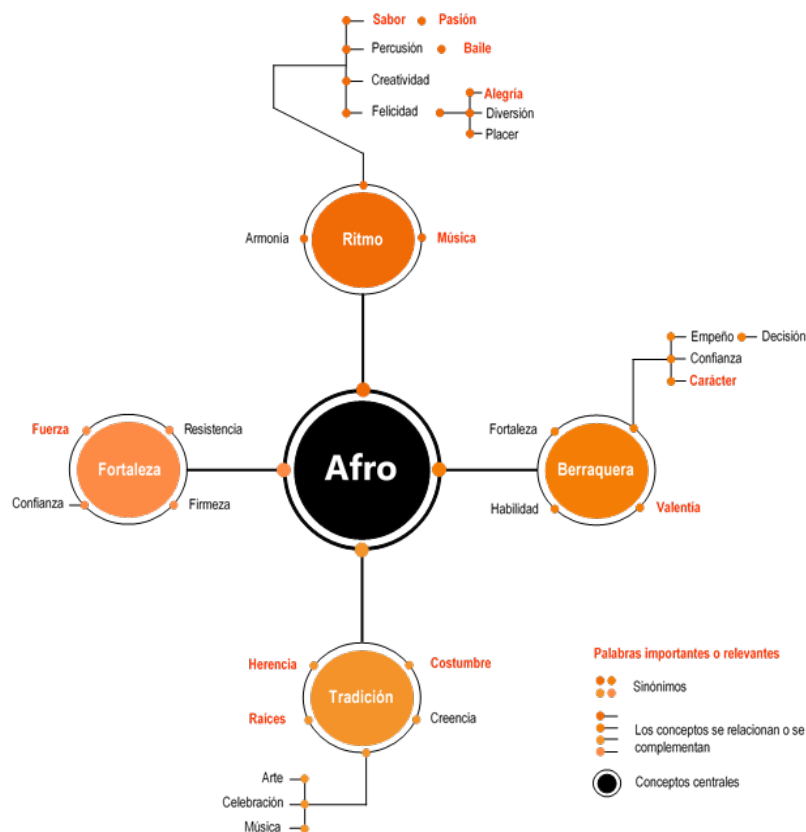 Sabor Pasión
Percusión Baile
Creatividad
Felicidad
Alegría
Diversión
Placer
Armonía
Ritmo
Música
Empeño Decisión
Confianza
Carácter
Fuerza
Resistencia
Fortaleza
Confianza
Firmeza
Afro
Fortaleza
Berraquera
Habilidad
Valentía
Herencia
Costumbre
Tradición
Raíces
Creencia
Arte
Celebración
Música
Palabras importantes o relevantes
Sinónimos
Los conceptos se relacionan o se
complementan
Conceptos centrales